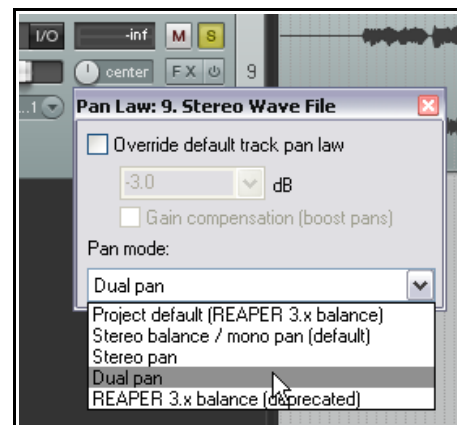 I/O -inf M S
center FX 9
...1
Pan Law: 9. Stereo Wave File
Override default track pan law
-3.0 dB
Gain compensation (boost pans)
Pan mode:
Dual pan
Project default (REAPER 3.x balance)
Stereo balance / mono pan (default)
Stereo pan
Dual pan
REAPER 3.x balance (deprecated)